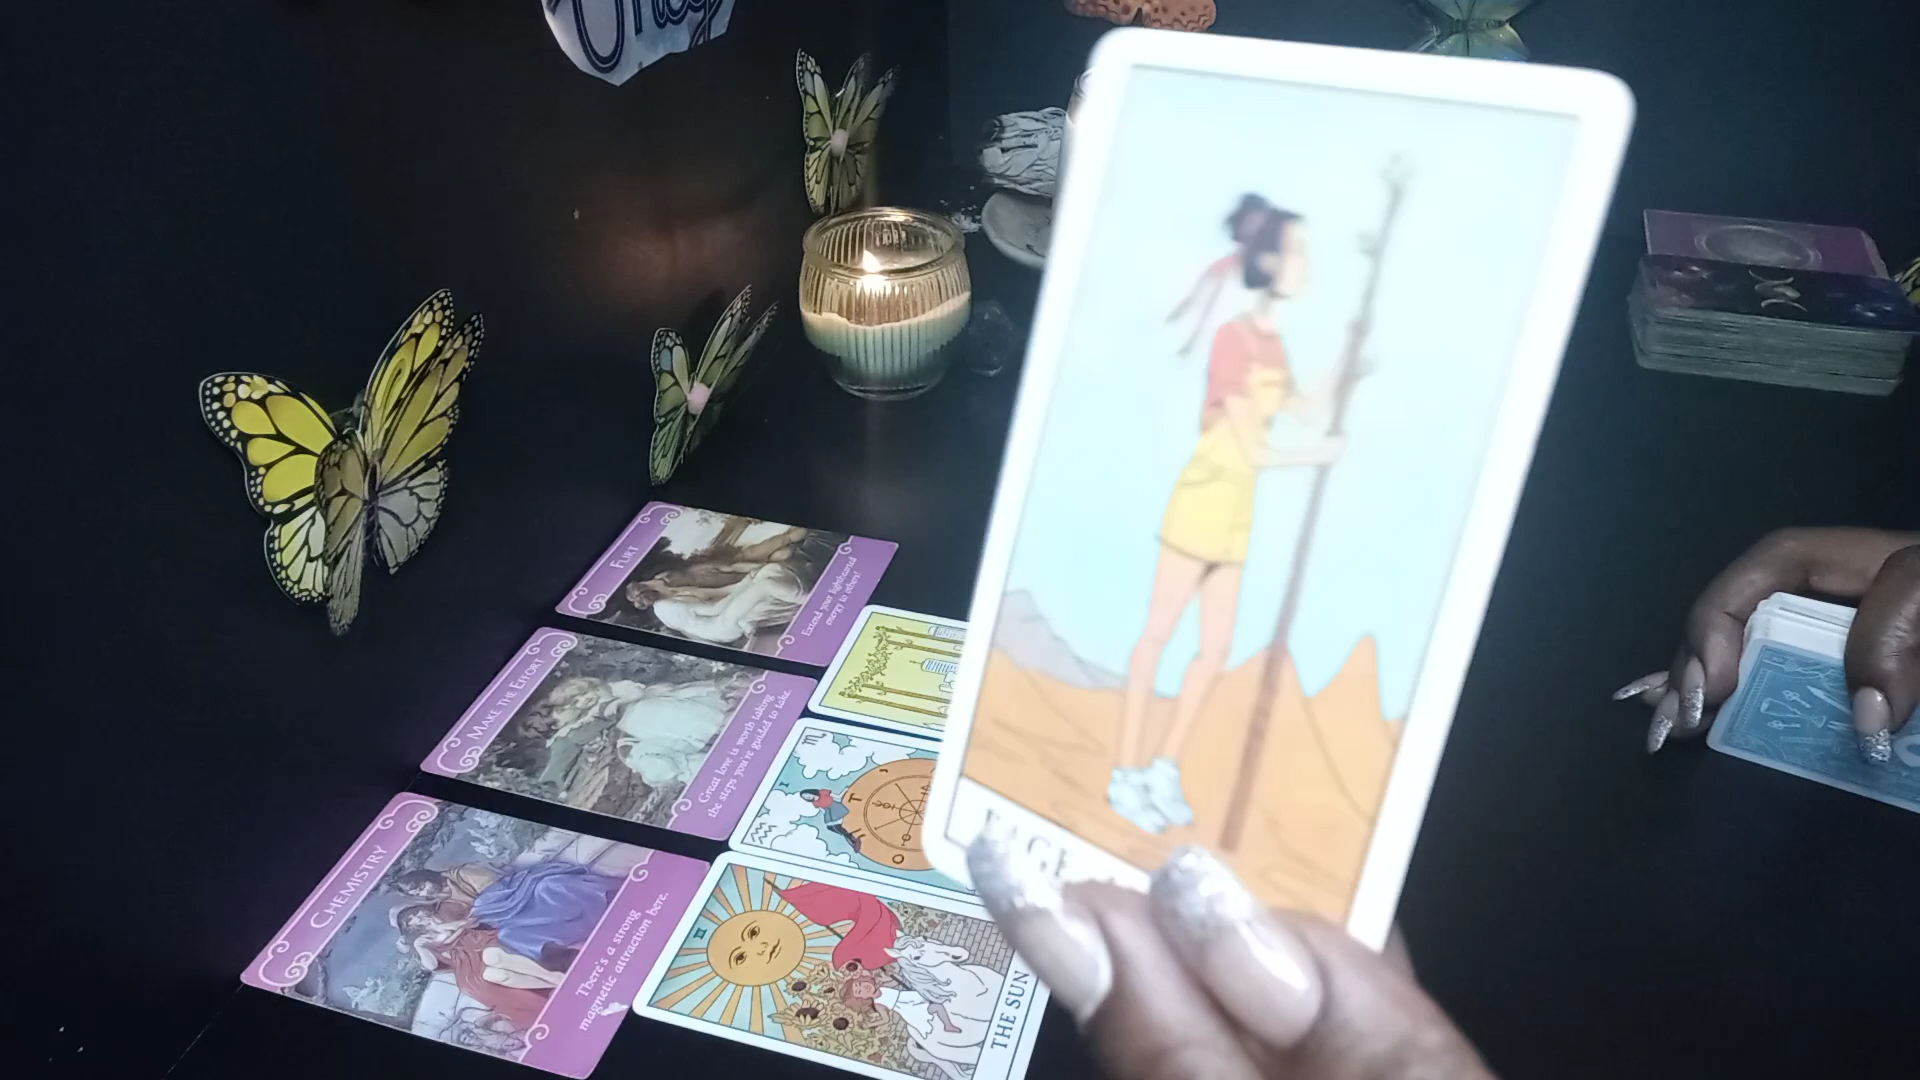 FLIRT
Extend your lighthearted
energy to others!
MAKE THE EFFORT
Great love is worth taking
the steps you're guided to take.
CHEMISTRY
There's a strong
magnetic attraction here.
THE SUN
PAGE